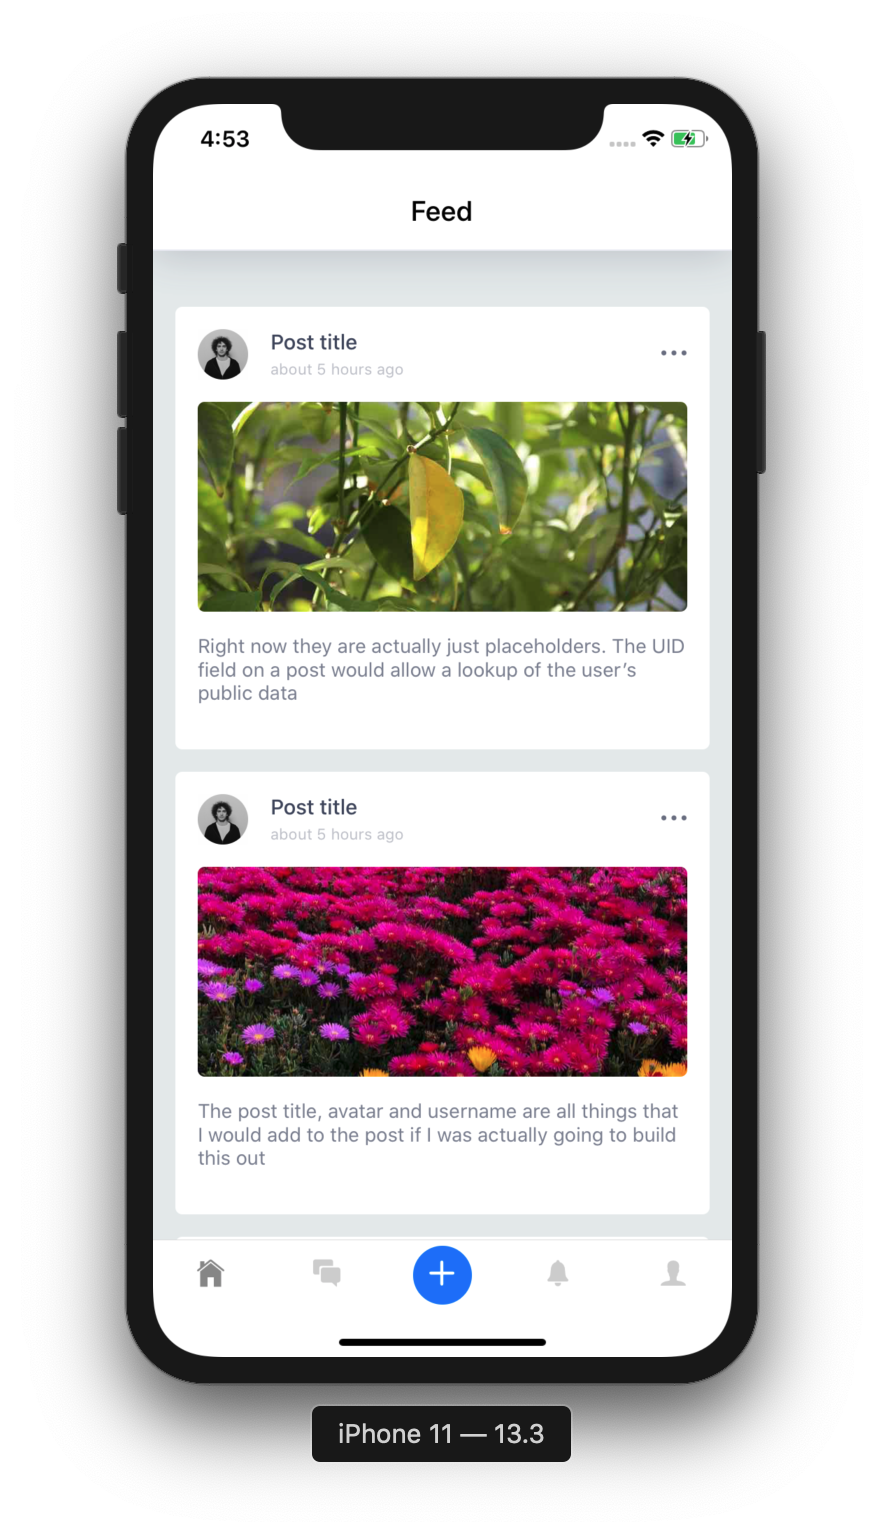 4:53
Feed
Post title
about 5 hours ago
Right now they are actually just placeholders. The UID
field on a post would allow a lookup of the user’s
public data
Post title
about 5 hours ago
The post title, avatar and username are all things that
I would add to the post if I was actually going to build
this out
iPhone 11 — 13.3